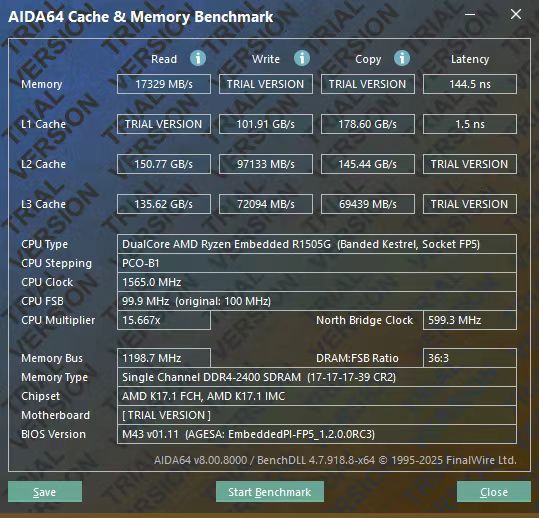 AIDA64 Cache & Memory Benchmark
Read Write Copy Latency
Memory 17329 MB/s TRIAL VERSION TRIAL VERSION 144.5 ns
L1 Cache TRIAL VERSION 101.91 GB/s 178.60 GB/s 1.5 ns
L2 Cache 150.77 GB/s 97133 MB/s 145.44 GB/s TRIAL VERSION
L3 Cache 135.62 GB/s 72094 MB/s 69439 MB/s TRIAL VERSION
CPU Type DualCore AMD Ryzen Embedded R1505G (Banded Kestrel, Socket FP5)
CPU Stepping PCO-B1
CPU Clock 1565.0 MHz
CPU FSB 99.9 MHz (original: 100 MHz)
CPU Multiplier 15.667x North Bridge Clock 599.3 MHz
Memory Bus 1198.7 MHz DRAM:FSB Ratio 36:3
Memory Type Single Channel DDR4-2400 SDRAM (17-17-17-39 CR2)
Chipset AMD K17.1 FCH, AMD K17.1 IMC
Motherboard [ TRIAL VERSION ]
BIOS Version M43 v01.11 (AGESA: EmbeddedPI-FP5_1.2.0.0RC3)
AIDA64 v8.00.8000 / BenchDLL 4.7.918.8-x64 © 1995-2025 FinalWire Ltd.
Save Start Benchmark Close